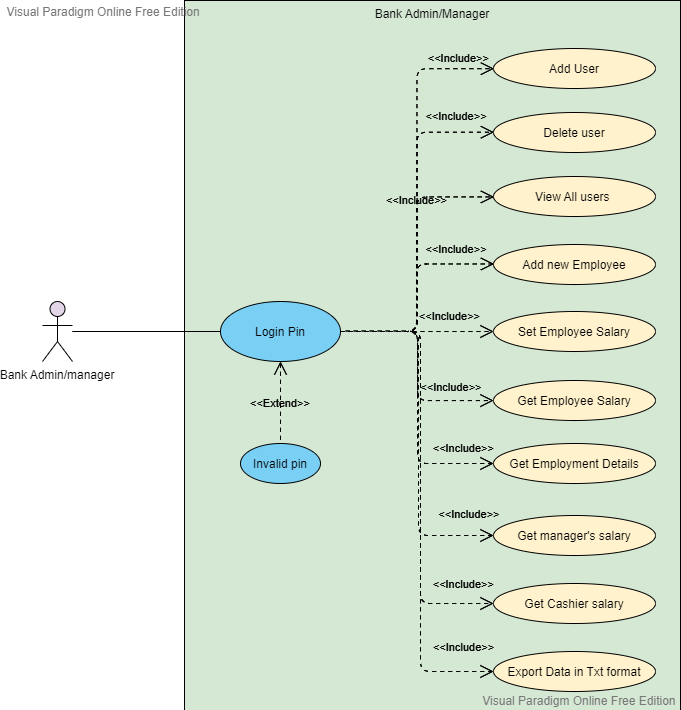 Visual Paradigm Online Free Edition
Bank Admin/Manager
<<Include>>
Add User
<<Include>>
Delete user
<<Include>>
View All users
<<Include>>
Add new Employee
<<Include>>
Login Pin
Set Employee Salary
Bank Admin/manager
<<Include>>
Get Employee Salary
<<Extend>>
<<Include>>
Invalid pin
Get Employment Details
<<Include>>
Get manager's salary
<<Include>>
Get Cashier salary
<<Include>>
Export Data in Txt format
Visual Paradigm Online Free Edition